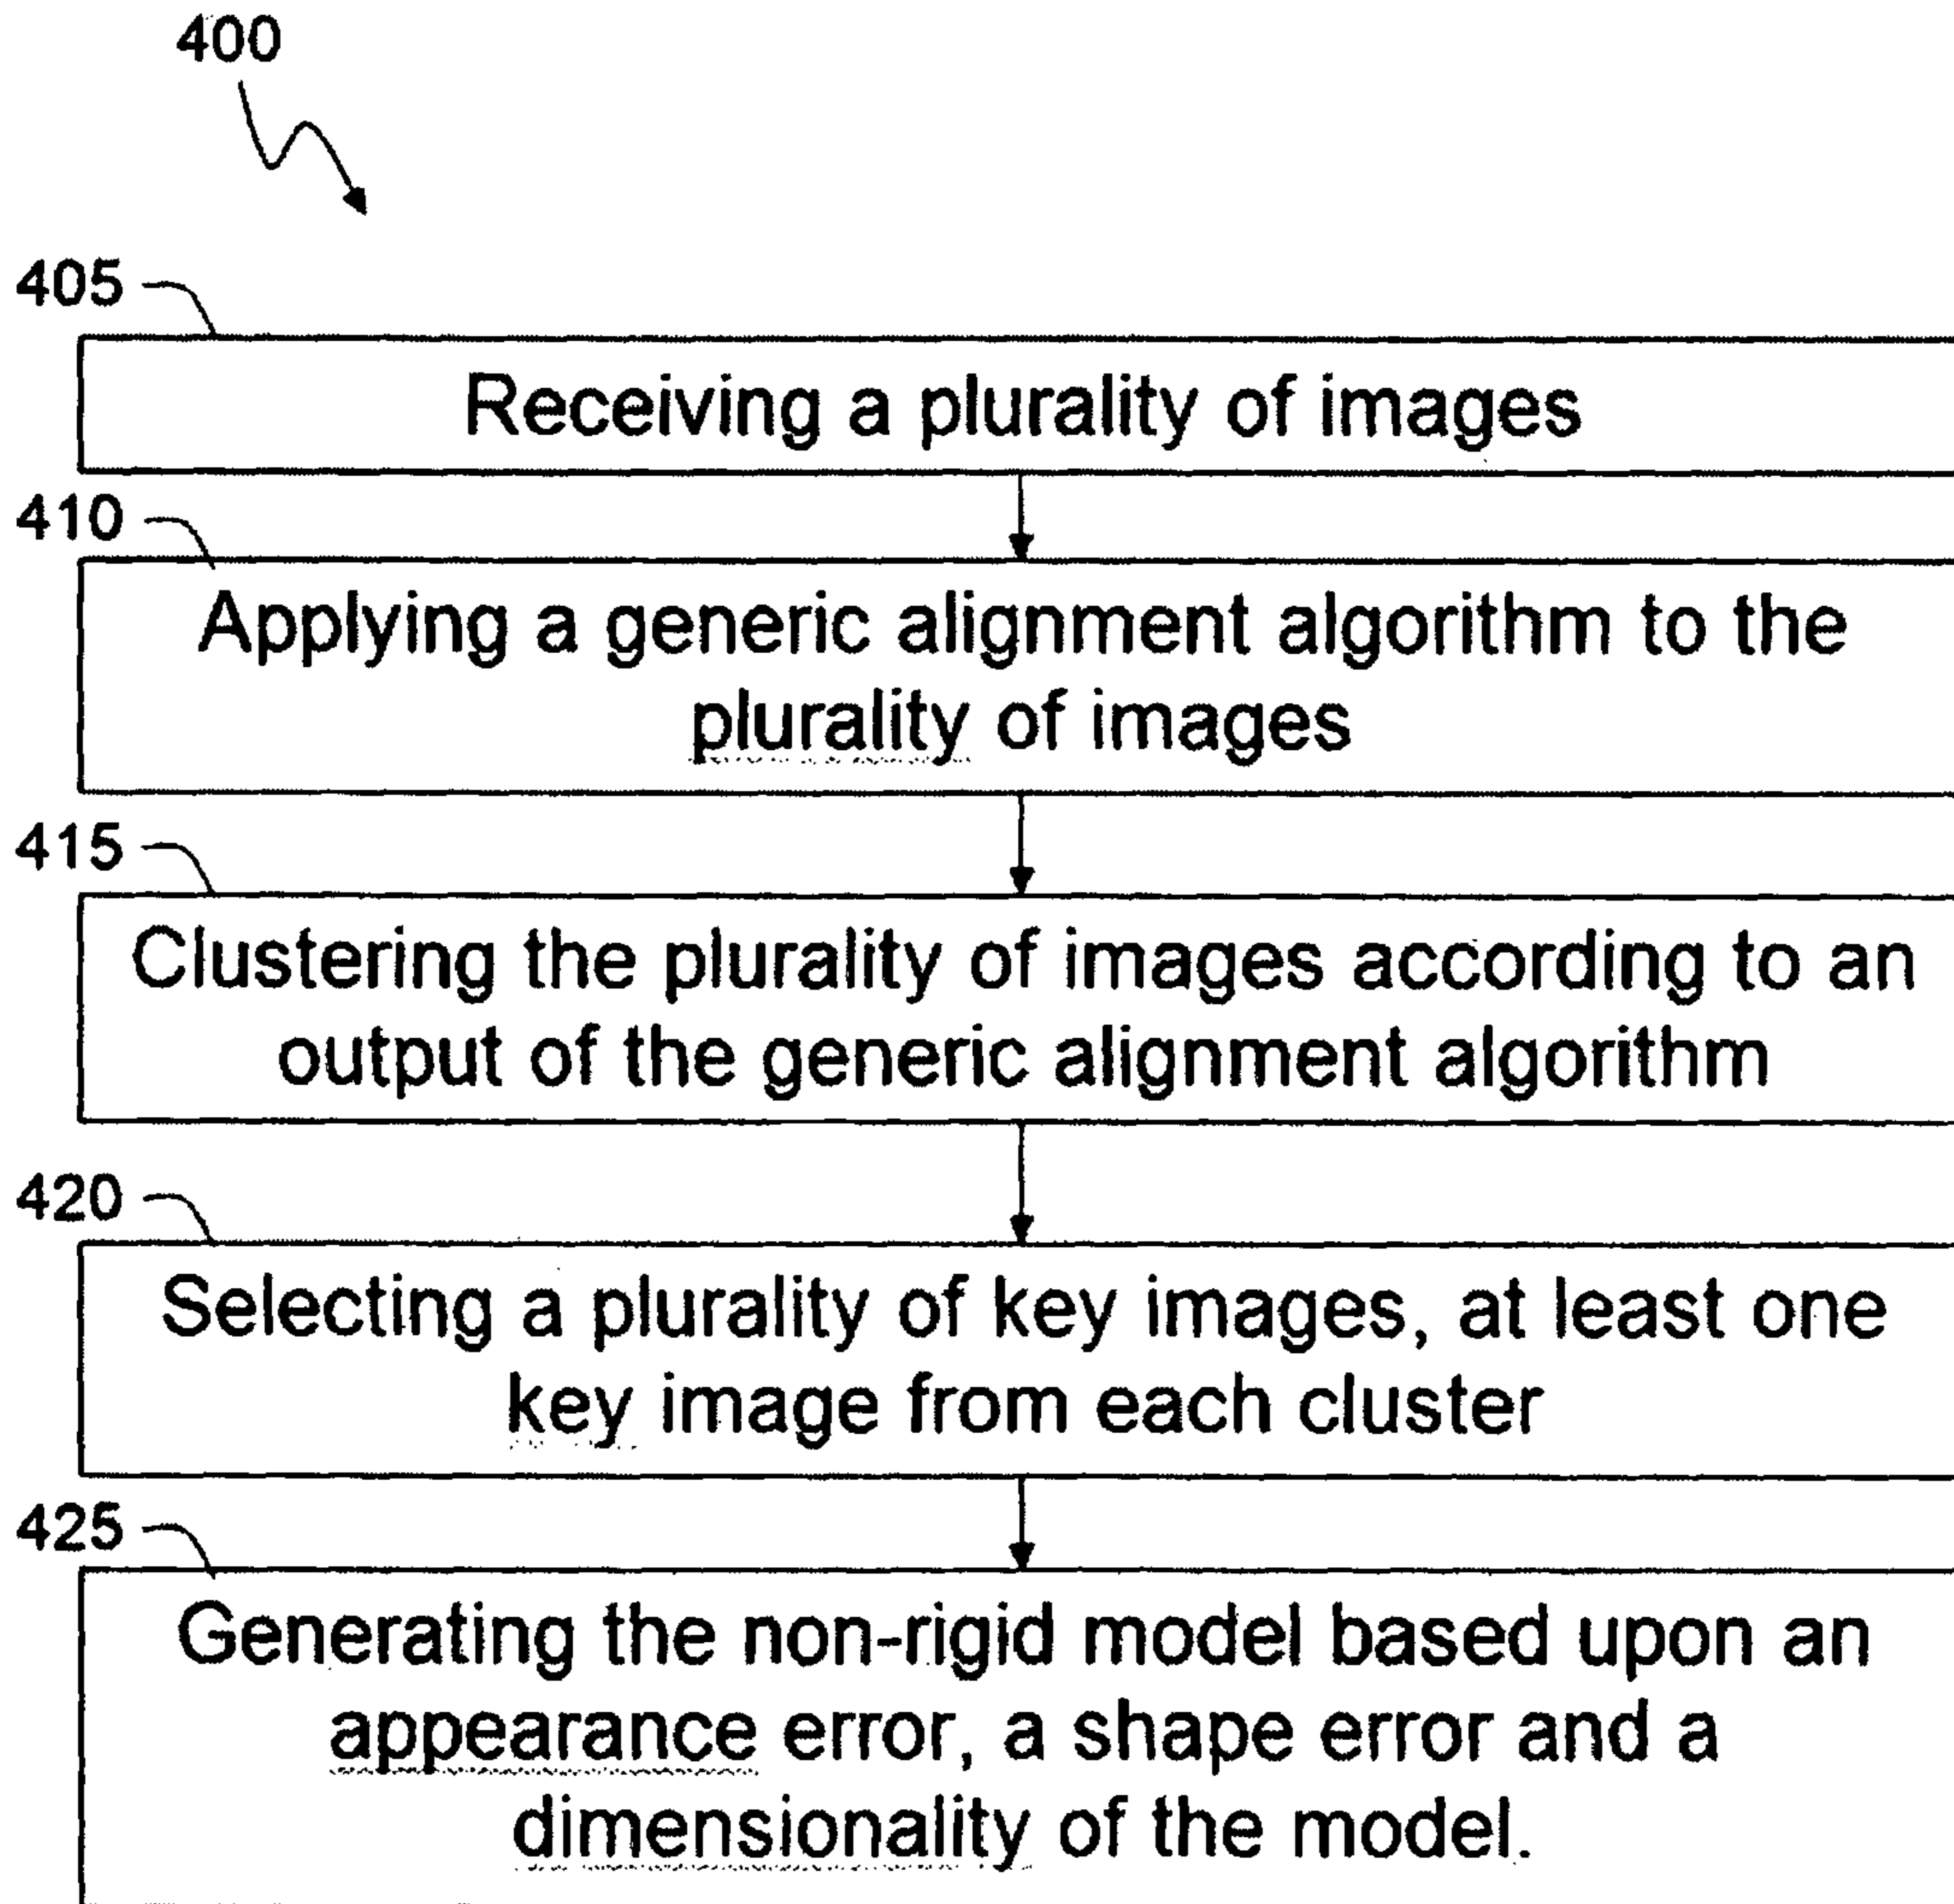 400
405
Receiving a plurality of images
410
Applying a generic alignment algorithm to the
plurality of images
415
Clustering the plurality of images according to an
output of the generic alignment algorithm
420
Selecting a plurality of key images, at least one
key image from each cluster
425
Generating the non-rigid model based upon an
appearance error, a shape error and a
dimensionality of the model.